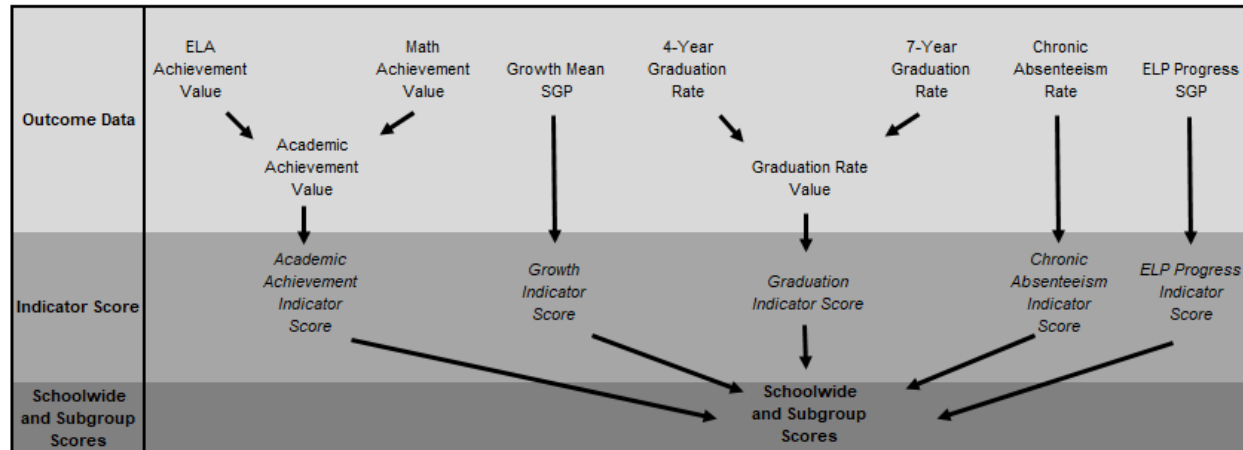 Outcome Data
ELA
Achievement
Value
Math
Achievement
Value
Growth Mean
SGP
4-Year
Graduation
Rate
7-Year
Graduation
Rate
Chronic
Absenteeism
Rate
ELP Progress
SGP
Academic
Achievement
Value
Graduation Rate
Value
Indicator Score
Academic
Achievement
Indicator
Score
Growth
Indicator
Score
Graduation
Indicator Score
Chronic
Absenteeism
Indicator
Score
ELP Progress
Indicator
Score
Schoolwide
and Subgroup
Scores
Schoolwide
and Subgroup
Scores